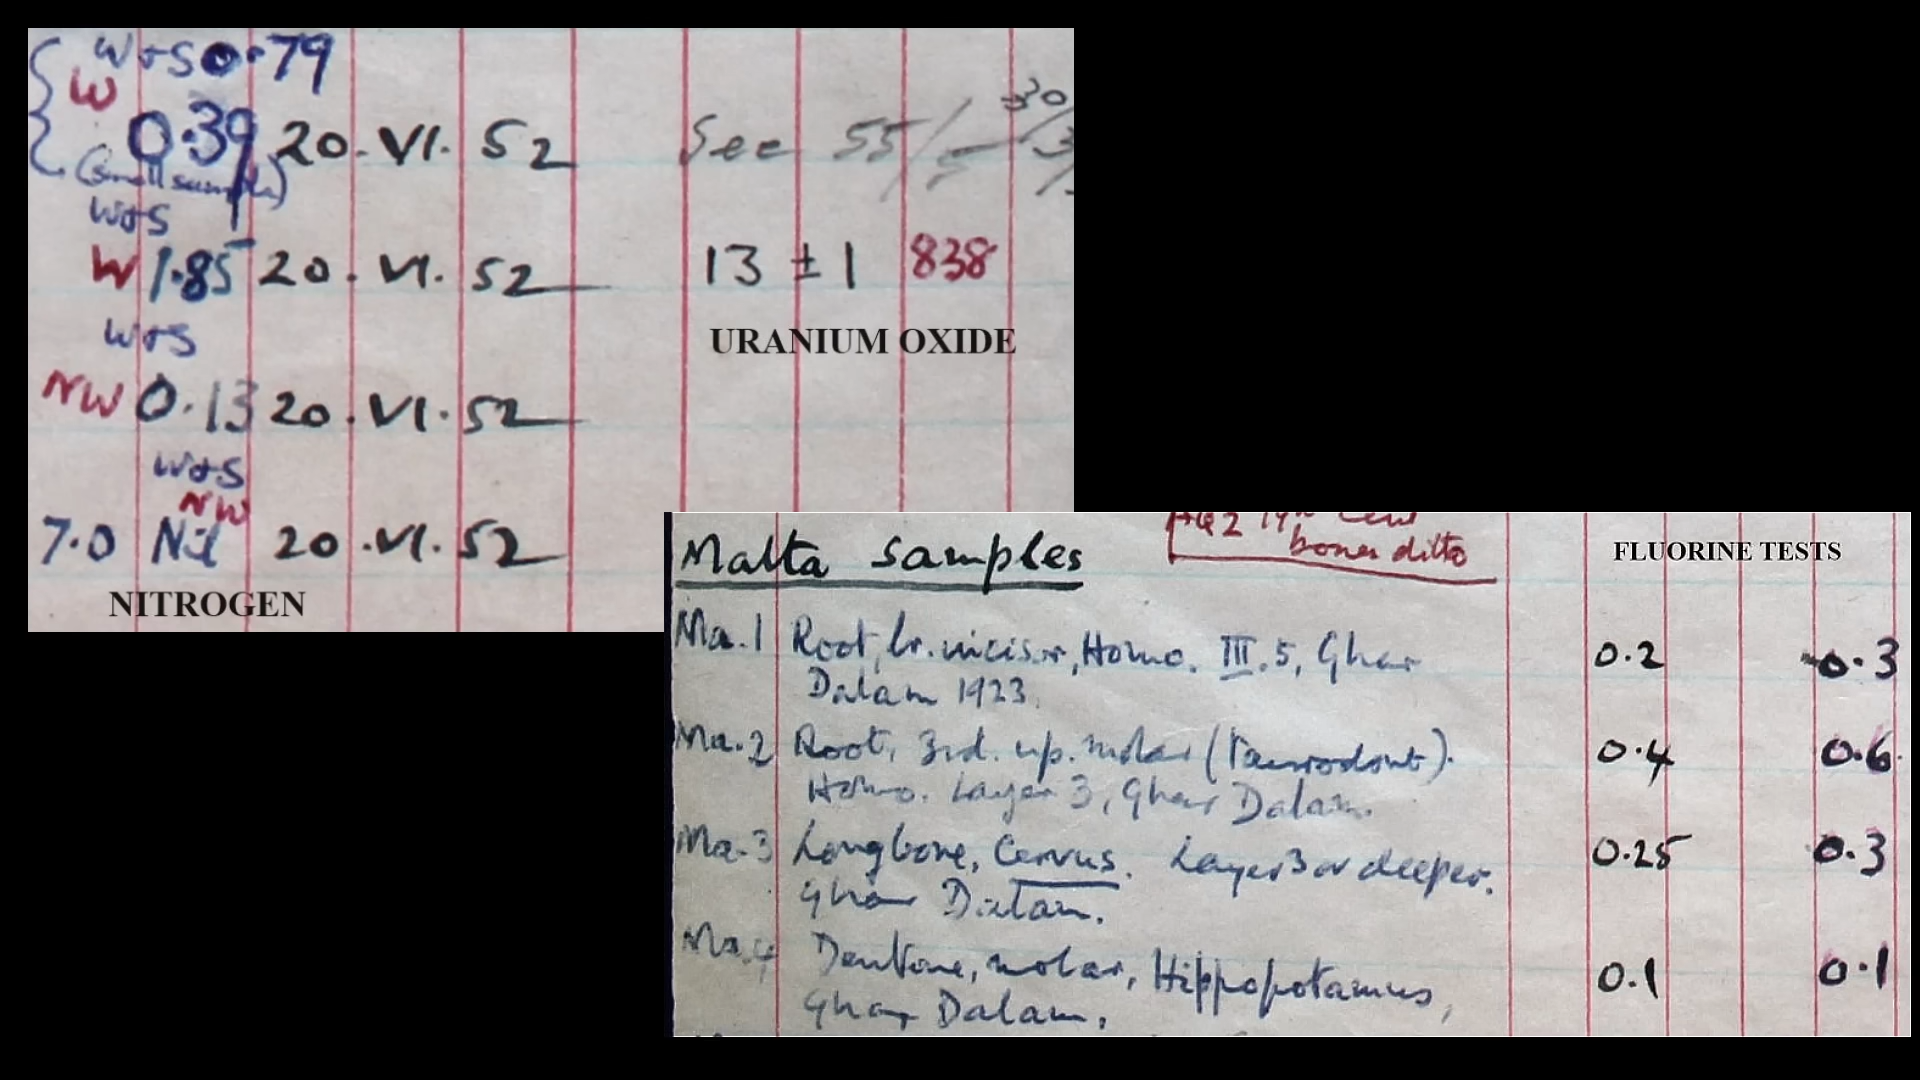 W+S 0.79
W
0.39 20.VI.52 See 55/5 30/3
(small sample)
W+S
W 1.85 20.VI.52 13 ± 1 838
W+S
URANIUM OXIDE
NW 0.13 20.VI.52
W+S
NW
7.0 Nil 20.VI.52
NITROGEN
Malta samples
bones ditto
FLUORINE TESTS
Ma.1 Root, lr. incisor, Homo. III.5, Ghar 0.2 0.3
Dalam 1923.
Ma.2 Root, 3rd. up. molar (Taurodont). 0.4 0.6
Homo. Layer 3, Ghar Dalam.
Ma.3 Longbone, Cervus. Layer 3 or deeper. 0.25 0.3
Ghar Dalam.
Ma.4 Dentine, molar, Hippopotamus, 0.1 0.1
Ghar Dalam.